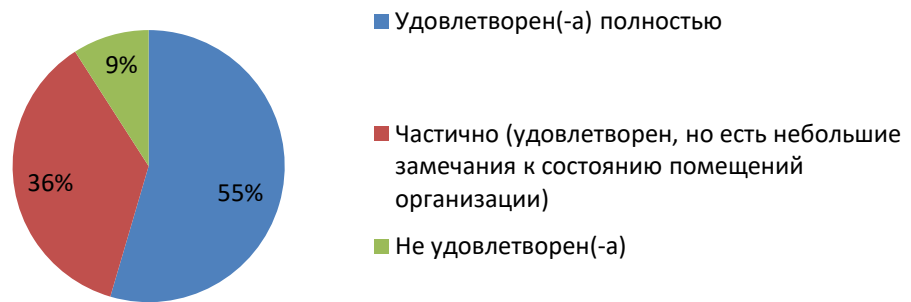 Удовлетворен(-а) полностью
9%
Частично (удовлетворен, но есть небольшие
замечания к состоянию помещений
организации)
36%
55%
Не удовлетворен(-а)